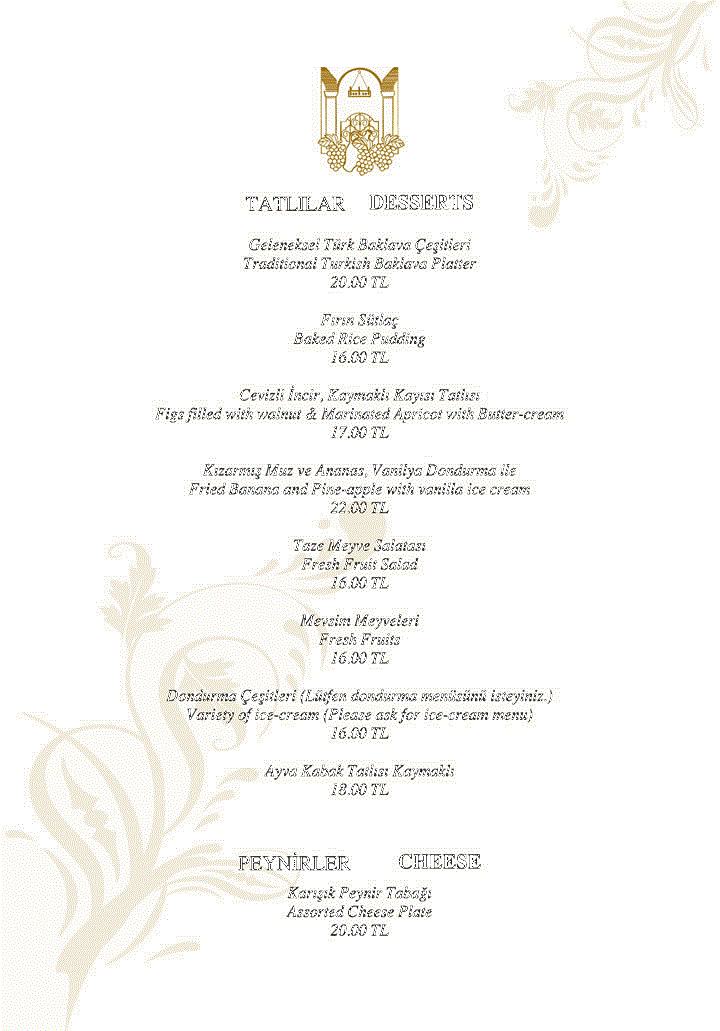 TATLILAR DESSERTS
Geleneksel Türk Baklava Çeşitleri
Traditional Turkish Baklava Platter
20.00 TL
Fırın Sütlaç
Baked Rice Pudding
16.00 TL
Cevizli İncir, Kaymaklı Kayısı Tatlısı
Figs filled with walnut & Marinated Apricot with Butter-cream
17.00 TL
Kızarmış Muz ve Ananas, Vanilya Dondurma ile
Fried Banana and Pine-apple with vanilla ice cream
22.00 TL
Taze Meyve Salatası
Fresh Fruit Salad
16.00 TL
Mevsim Meyveleri
Fresh Fruits
16.00 TL
Dondurma Çeşitleri (Lütfen dondurma menüsünü isteyiniz.)
Variety of ice-cream (Please ask for ice-cream menu)
16.00 TL
Ayva Kabak Tatlısı Kaymaklı
18.00 TL
PEYNİRLER CHEESE
Karışık Peynir Tabağı
Assorted Cheese Plate
20.00 TL